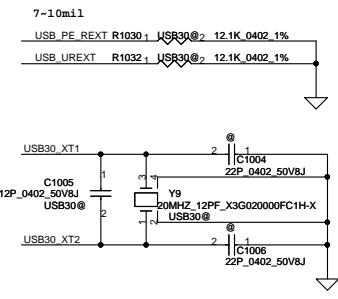 7~10mil
USB_PE_REXT R1030 1 USB30@ 2 12.1K_0402_1%
USB_UREXT R1032 1 USB30@ 2 12.1K_0402_1%
@
USB30_XT1 2 1
C1004
22P_0402_50V8J
1 3 4
C1005 Y9
12P_0402_50V8J 20MHZ_12PF_X3G020000FC1H-X
USB30@ USB30@
2 1 2
@
USB30_XT2 2 1
C1006
22P_0402_50V8J